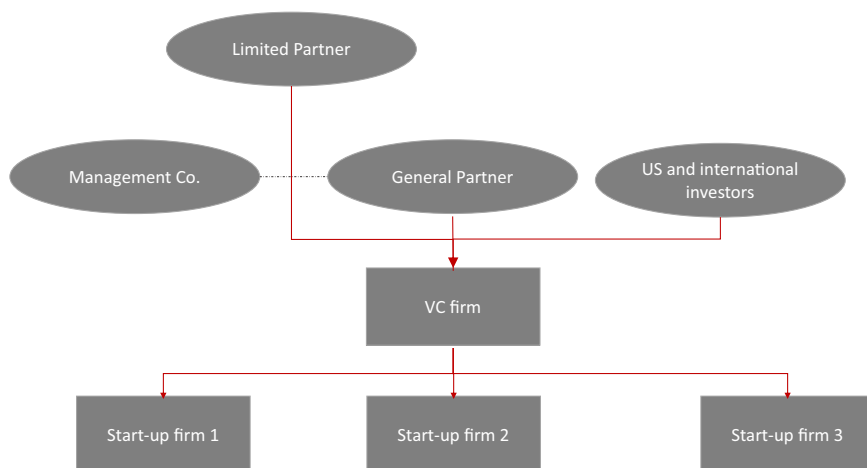 Limited Partner
Management Co.
General Partner
US and international
investors
VC firm
Start-up firm 1
Start-up firm 2
Start-up firm 3